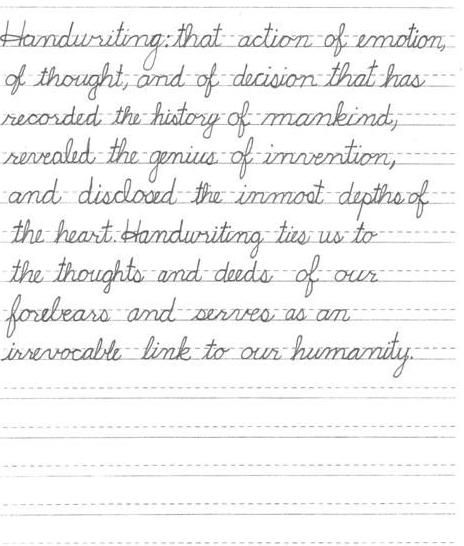 Handwriting: that action of emotion,
of thought, and of decision that has
recorded the history of mankind,
revealed the genius of invention,
and disclosed the inmost depths of
the heart. Handwriting ties us to
the thoughts and deeds of our
forebears and serves as an
irrevocable link to our humanity.